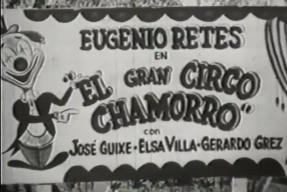 EUGENIO RETES
EN
"EL GRAN CIRCO
CHAMORRO"
con
JOSÉ GUIXE · ELSA VILLA · GERARDO GREZ